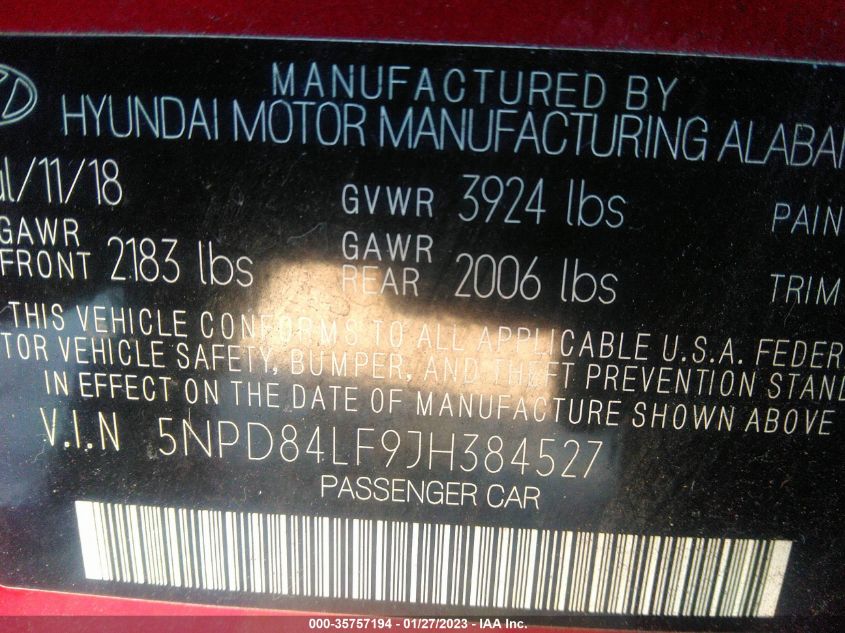 MANUFACTURED BY
HYUNDAI MOTOR MANUFACTURING ALABA
/11/18 GVWR 3924 lbs PAIN
GAWR FRONT 2183 lbs GAWR REAR 2006 lbs TRIM
THIS VEHICLE CONFORMS TO ALL APPLICABLE U.S.A. FEDER
TOR VEHICLE SAFETY, BUMPER, AND THEFT PREVENTION STAND
IN EFFECT ON THE DATE OF MANUFACTURE SHOWN ABOVE
V.I.N 5NPD84LF9JH384527
PASSENGER CAR
000-35757194 - 01/27/2023 - IAA Inc.